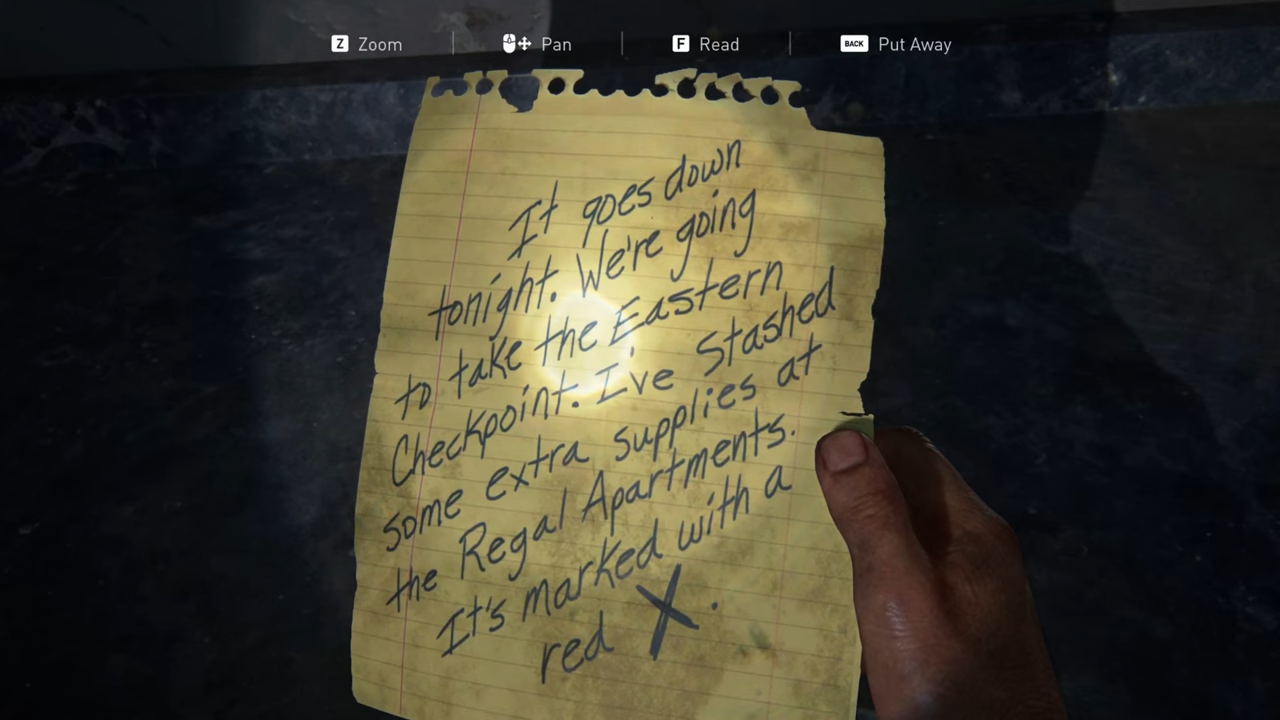 Z Zoom F Read BACK Put Away
Pan
It goes down
tonight. We're going
to take the Eastern
Checkpoint. I've Stashed
some extra supplies at
the Regal Apartments.
It's marked with a
red X.